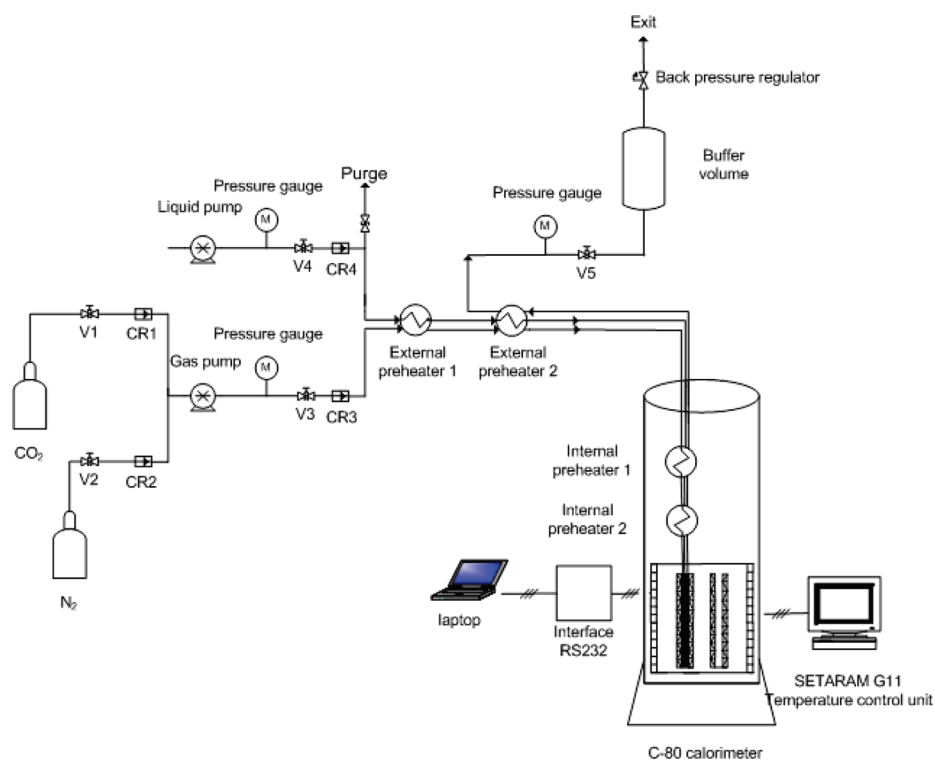 Exit
Back pressure regulator
Buffer
volume
Purge
Pressure gauge
Liquid pump
M
V4
CR4
Pressure gauge
M
V5
V1
CR1
Pressure gauge
Gas pump
M
V3
CR3
External
preheater 1
External
preheater 2
CO₂
V2
CR2
N₂
Internal
preheater 1
Internal
preheater 2
laptop
Interface
RS232
SETARAM G11
Temperature control unit
C-80 calorimeter